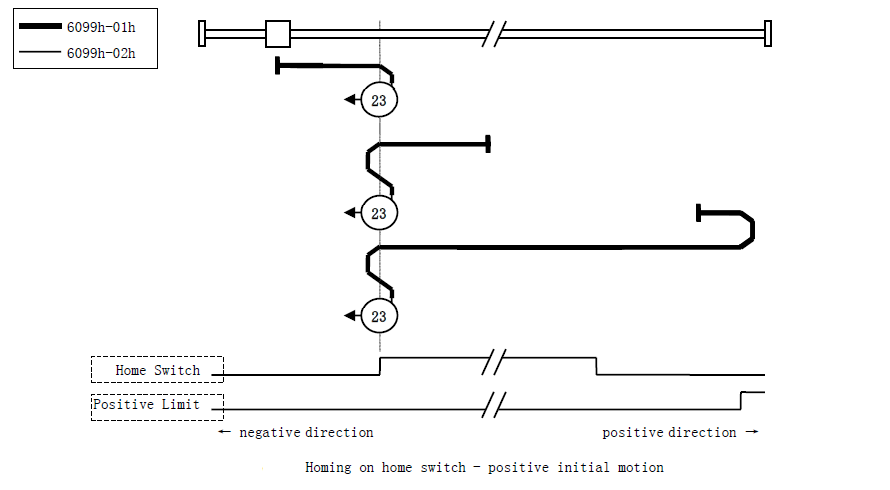 6099h-01h
6099h-02h
23
23
23
Home Switch
Positive Limit
← negative direction
positive direction →
Homing on home switch - positive initial motion